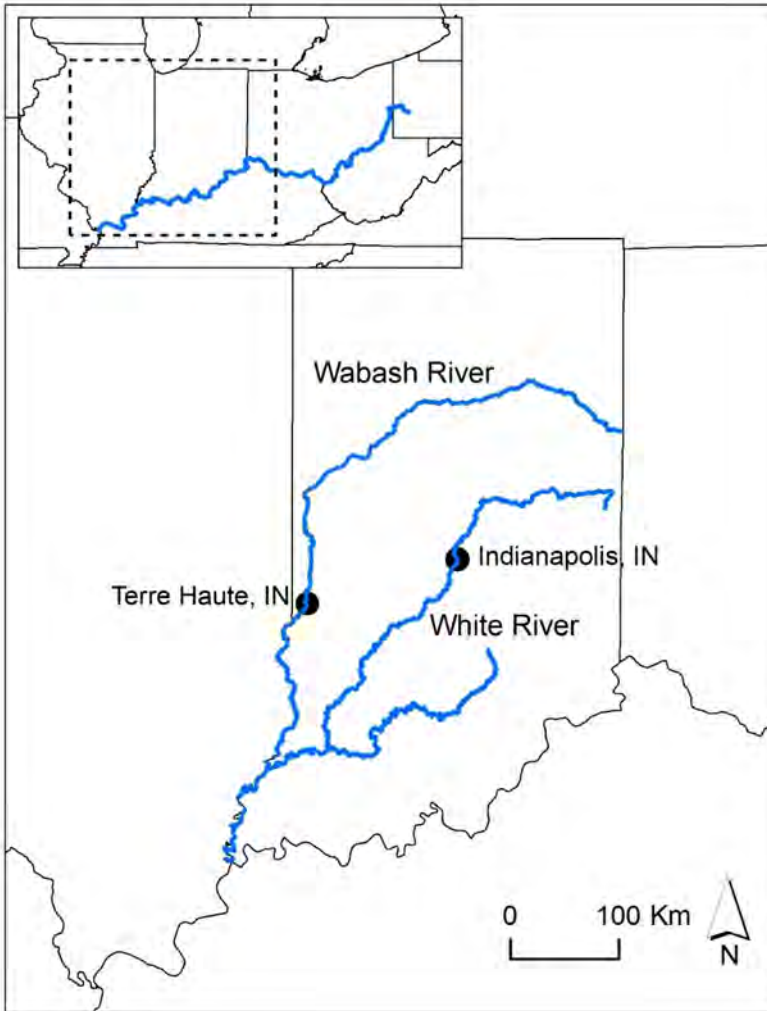 Wabash River
Indianapolis, IN
Terre Haute, IN
White River
0 100 Km
N